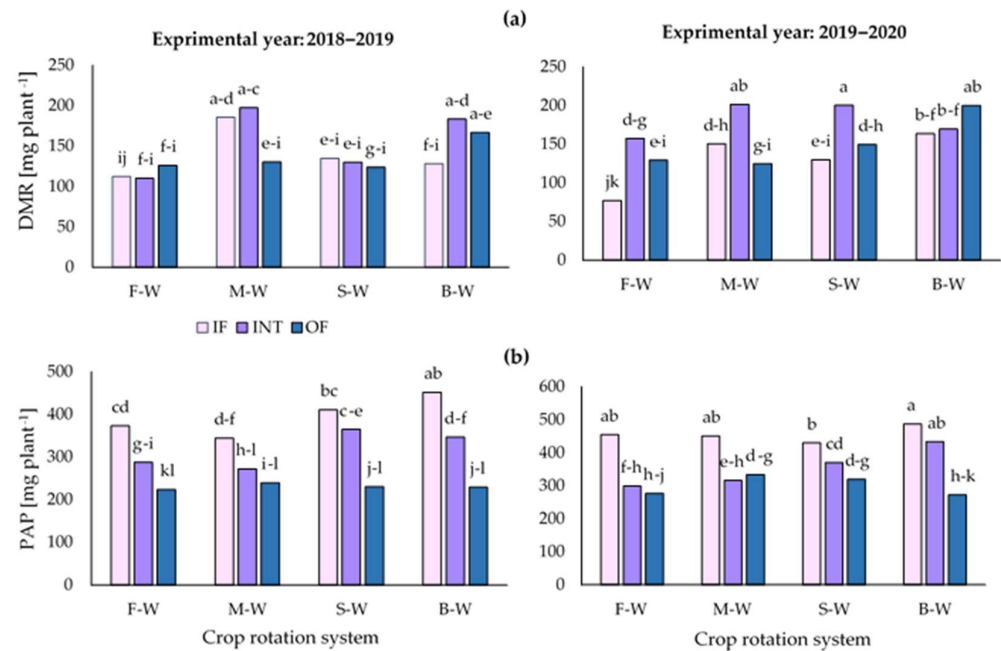 (a)
Exprimental year: 2018–2019
Exprimental year: 2019–2020
DMR [mg plant -1]
250
200
150
100
50
0
ij f-i f-i
a-d a-c e-i
e-i e-i g-i
f-i a-d a-e
F-W M-W S-W B-W
250
200
150
100
50
0
jk d-g e-i
d-h ab g-i
e-i a d-h
b-f b-f ab
F-W M-W S-W B-W
IF INT OF
(b)
PAP [mg plant-1]
500
400
300
200
100
0
cd g-i kl
d-f h-l i-l
bc c-e j-l
ab d-f j-l
F-W M-W S-W B-W
Crop rotation system
600
500
400
300
200
100
0
ab f-h h-j
ab e-h d-g
b cd d-g
a ab h-k
F-W M-W S-W B-W
Crop rotation system